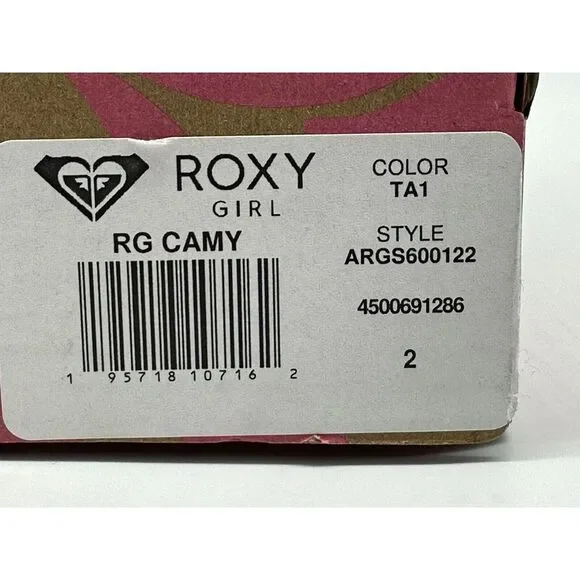 ROXY
GIRL
RG CAMY
1 95718 10716 2
COLOR
TA1
STYLE
ARGS600122
4500691286
2